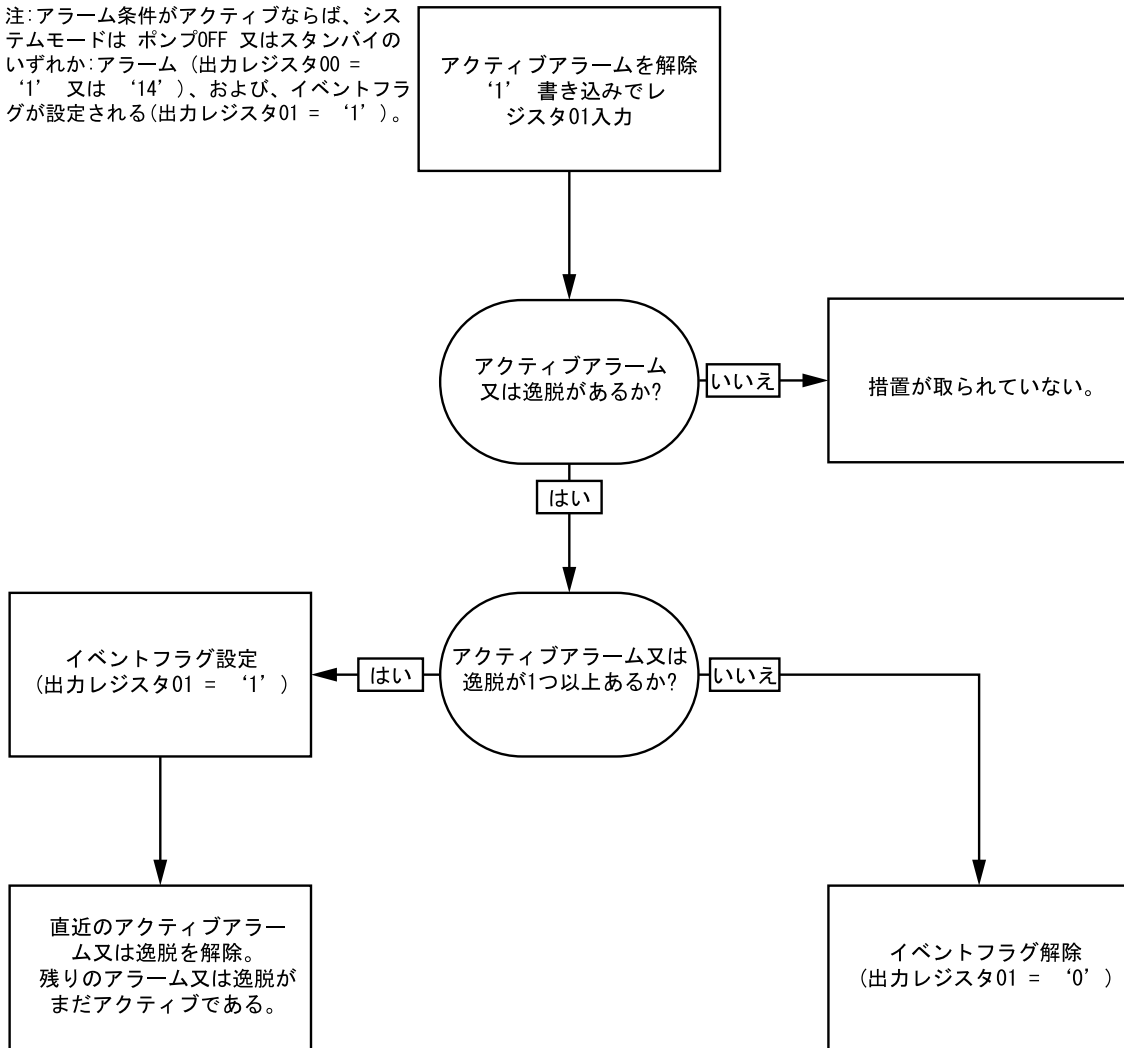 注:アラーム条件がアクティブならば、シス
テムモードは ポンプOFF 又はスタンバイの
いずれか:アラーム (出力レジスタ00 =
‘1’ 又は ‘14’)、および、イベントフラ
グが設定される(出力レジスタ01 = ‘1’)。
アクティブアラームを解除
‘1’ 書き込みでレ
ジスタ01入力
アクティブアラーム
又は逸脱があるか?
いいえ
措置が取られていない。
はい
アクティブアラーム又は
逸脱が1つ以上あるか?
はい
いいえ
イベントフラグ設定
(出力レジスタ01 = ‘1’)
直近のアクティブアラー
ム又は逸脱を解除。
残りのアラーム又は逸脱が
まだアクティブである。
イベントフラグ解除
(出力レジスタ01 = ‘0’)